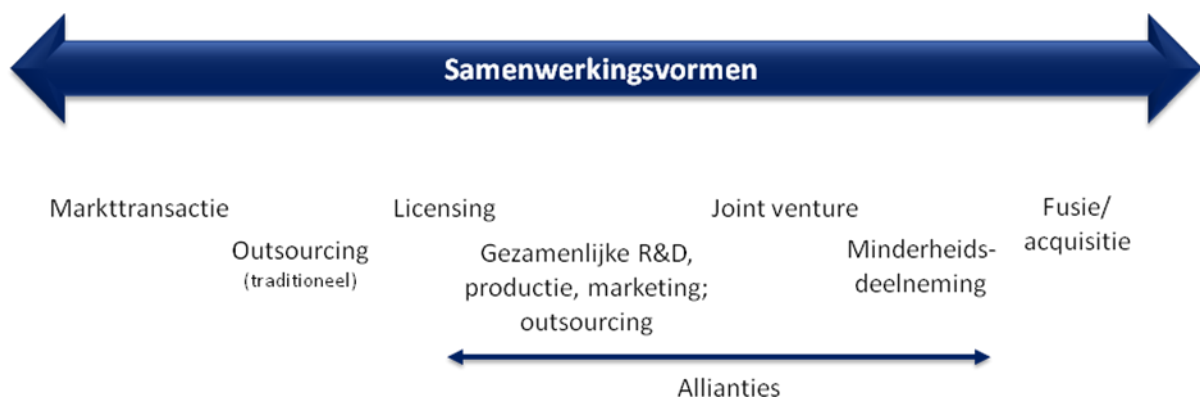 Samenwerkingsvormen
Markttransactie
Outsourcing
(traditioneel)
Licensing
Gezamenlijke R&D,
productie, marketing;
outsourcing
Joint venture
Minderheids-
deelneming
Fusie/
acquisitie
Allianties